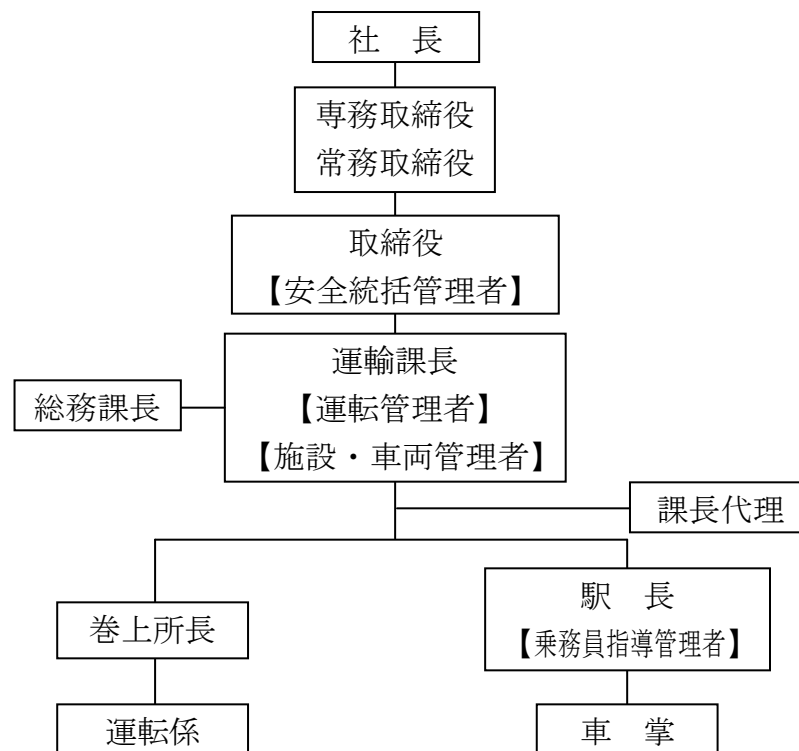 社　長
専務取締役
常務取締役
取締役
【安全統括管理者】
運輸課長
【運転管理者】
【施設・車両管理者】
総務課長
課長代理
巻上所長
駅　長
【乗務員指導管理者】
運転係
車　掌